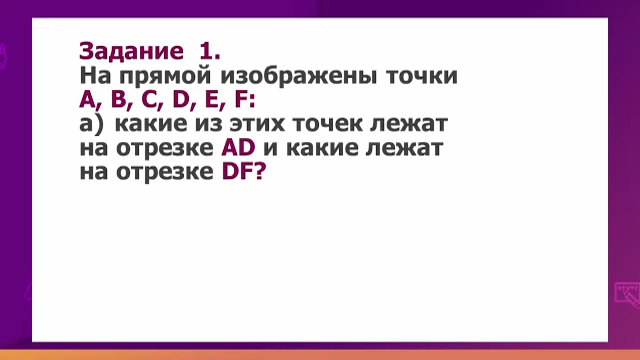 Задание 1.
На прямой изображены точки
A, B, C, D, E, F:
а) какие из этих точек лежат
на отрезке AD и какие лежат
на отрезке DF?